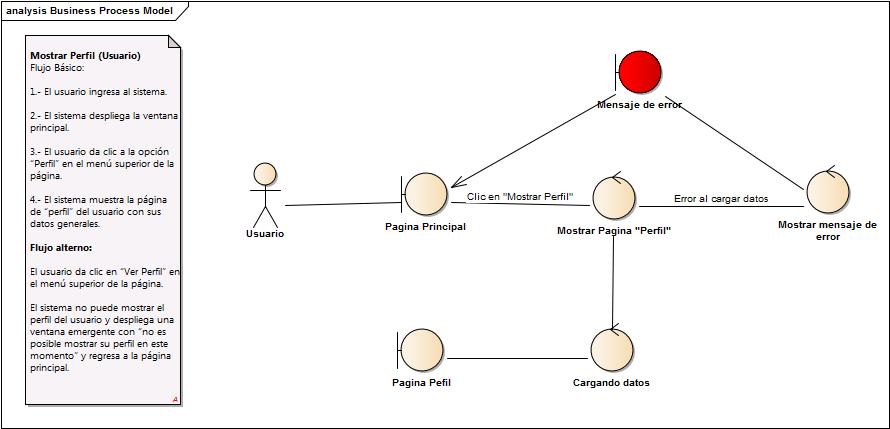 analysis Business Process Model
Mostrar Perfil (Usuario)
Flujo Básico:
1.- El usuario ingresa al sistema.
2.- El sistema despliega la ventana
principal.
3.- El usuario da clic a la opción
“Perfil” en el menú superior de la
página.
4.- El sistema muestra la página
de “perfil” del usuario con sus
datos generales.
Flujo alterno:
El usuario da clic en “Ver Perfil” en
el menú superior de la página.
El sistema no puede mostrar el
perfil del usuario y despliega una
ventana emergente con “no es
posible mostrar su perfil en este
momento” y regresa a la página
principal.
A
Mensaje de error
Usuario
Pagina Principal
Clic en "Mostrar Perfil"
Mostrar Pagina "Perfil"
Error al cargar datos
Mostrar mensaje de
error
Pagina Pefil
Cargando datos